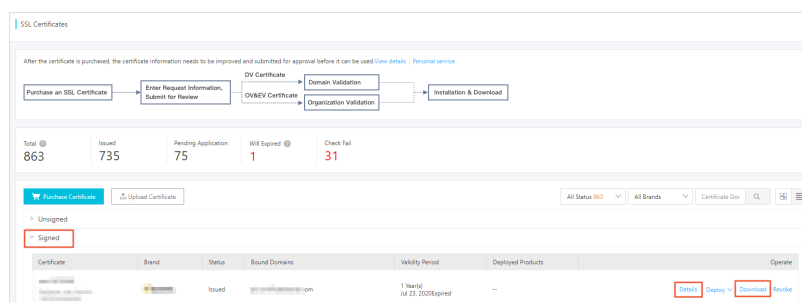 SSL Certificates
After the certificate is purchased, the certificate information needs to be improved and submitted for approval before it can be used.View details | Personal service
DV Certificate
Domain Validation
Purchase an SSL Certificate
Enter Request Information,
Submit for Review
OV&EV Certificate
Organization Validation
Installation & Download
Total Issued Pending Application Will Expired Check Fail
863 735 75 1 31
Purchase Certificate Upload Certificate All Status 863 All Brands Certificate Doc
Unsigned
Signed
Certificate Brand Status Bound Domains Validity Period Deployed Products Operate
Issued om 1 Year(s) -- Details Deploy Download Revoke
Jul 23, 2020Expired